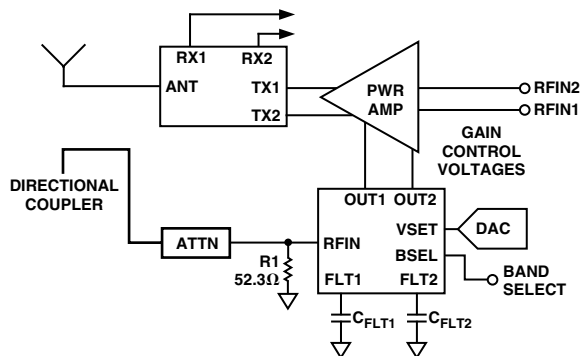 RX1
RX2
ANT
TX1
TX2
PWR
AMP
RFIN2
RFIN1
GAIN
CONTROL
VOLTAGES
DIRECTIONAL
COUPLER
ATTN
R1
52.3Ω
OUT1 OUT2
RFIN
VSET
BSEL
FLT1 FLT2
DAC
BAND
SELECT
CFLT1
CFLT2